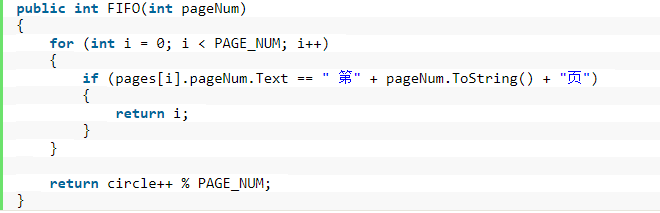 public int FIFO(int pageNum)
{
    for (int i = 0; i < PAGE_NUM; i++)
    {
        if (pages[i].pageNum.Text == " 第" + pageNum.ToString() + "页")
        {
            return i;
        }
    }

    return circle++ % PAGE_NUM;
}